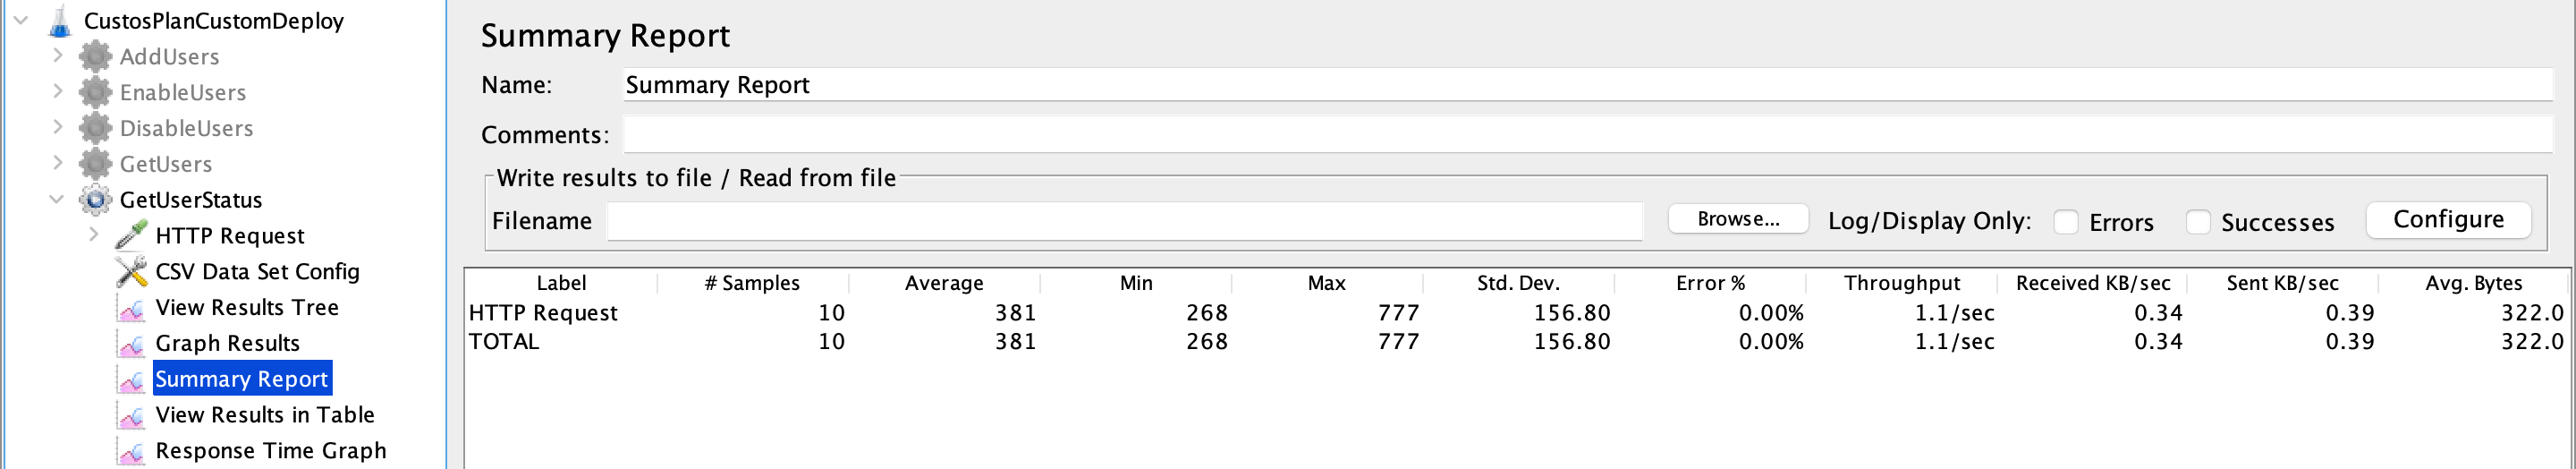 CustosPlanCustomDeploy
AddUsers
EnableUsers
DisableUsers
GetUsers
GetUserStatus
HTTP Request
CSV Data Set Config
View Results Tree
Graph Results
Summary Report
View Results in Table
Response Time Graph
Summary Report
Name: Summary Report
Comments:
Write results to file / Read from file
Filename Browse... Log/Display Only: Errors Successes Configure
Label # Samples Average Min Max Std. Dev. Error % Throughput Received KB/sec Sent KB/sec Avg. Bytes
HTTP Request 10 381 268 777 156.80 0.00% 1.1/sec 0.34 0.39 322.0
TOTAL 10 381 268 777 156.80 0.00% 1.1/sec 0.34 0.39 322.0